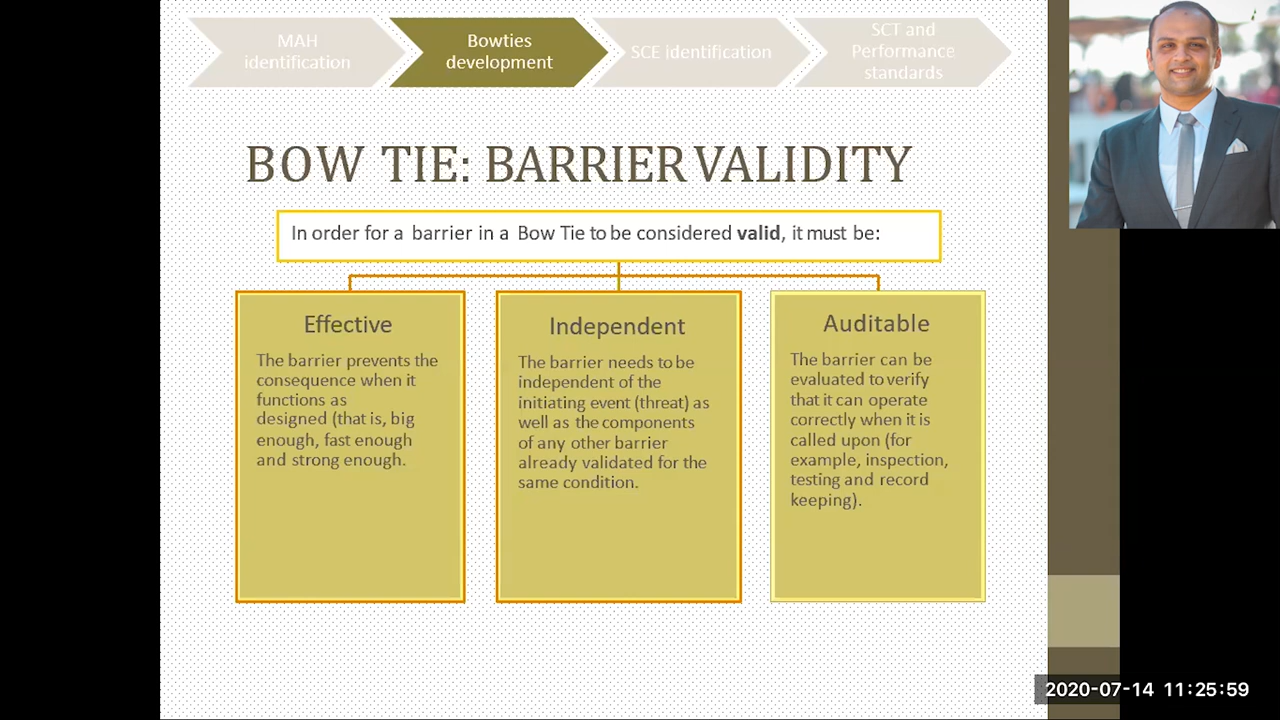 MAH
identification
Bowties
development
SCE identification
SCT and
Performance
standards
BOW TIE: BARRIER VALIDITY
In order for a barrier in a Bow Tie to be considered valid, it must be:
Effective
The barrier prevents the
consequence when it
functions as
designed (that is, big
enough, fast enough
and strong enough.
Independent
The barrier needs to be
independent of the
initiating event (threat) as
well as the components
of any other barrier
already validated for the
same condition.
Auditable
The barrier can be
evaluated to verify
that it can operate
correctly when it is
called upon (for
example, inspection,
testing and record
keeping).
2020-07-14 11:25:59